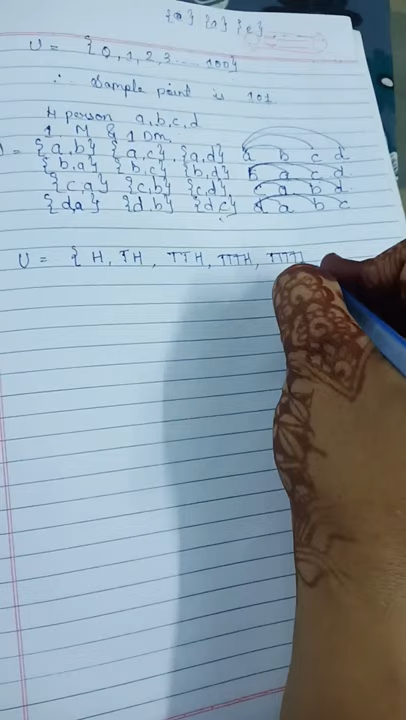 {a} {b} {c}
U = {0, 1, 2, 3 .... 100}
∴ Sample point is 101
4 person a, b, c, d
1 M & 1 DM.
= {a, b} {a, c}, {a, d} a b c d
{b, a} {b, c} {b, d} b a c d
{c, a} {c, b} {c, d}, c a b d
{d, a} {d, b} {d, c} d a b c
U = { H, TH, TTH, TTTH, TTTT